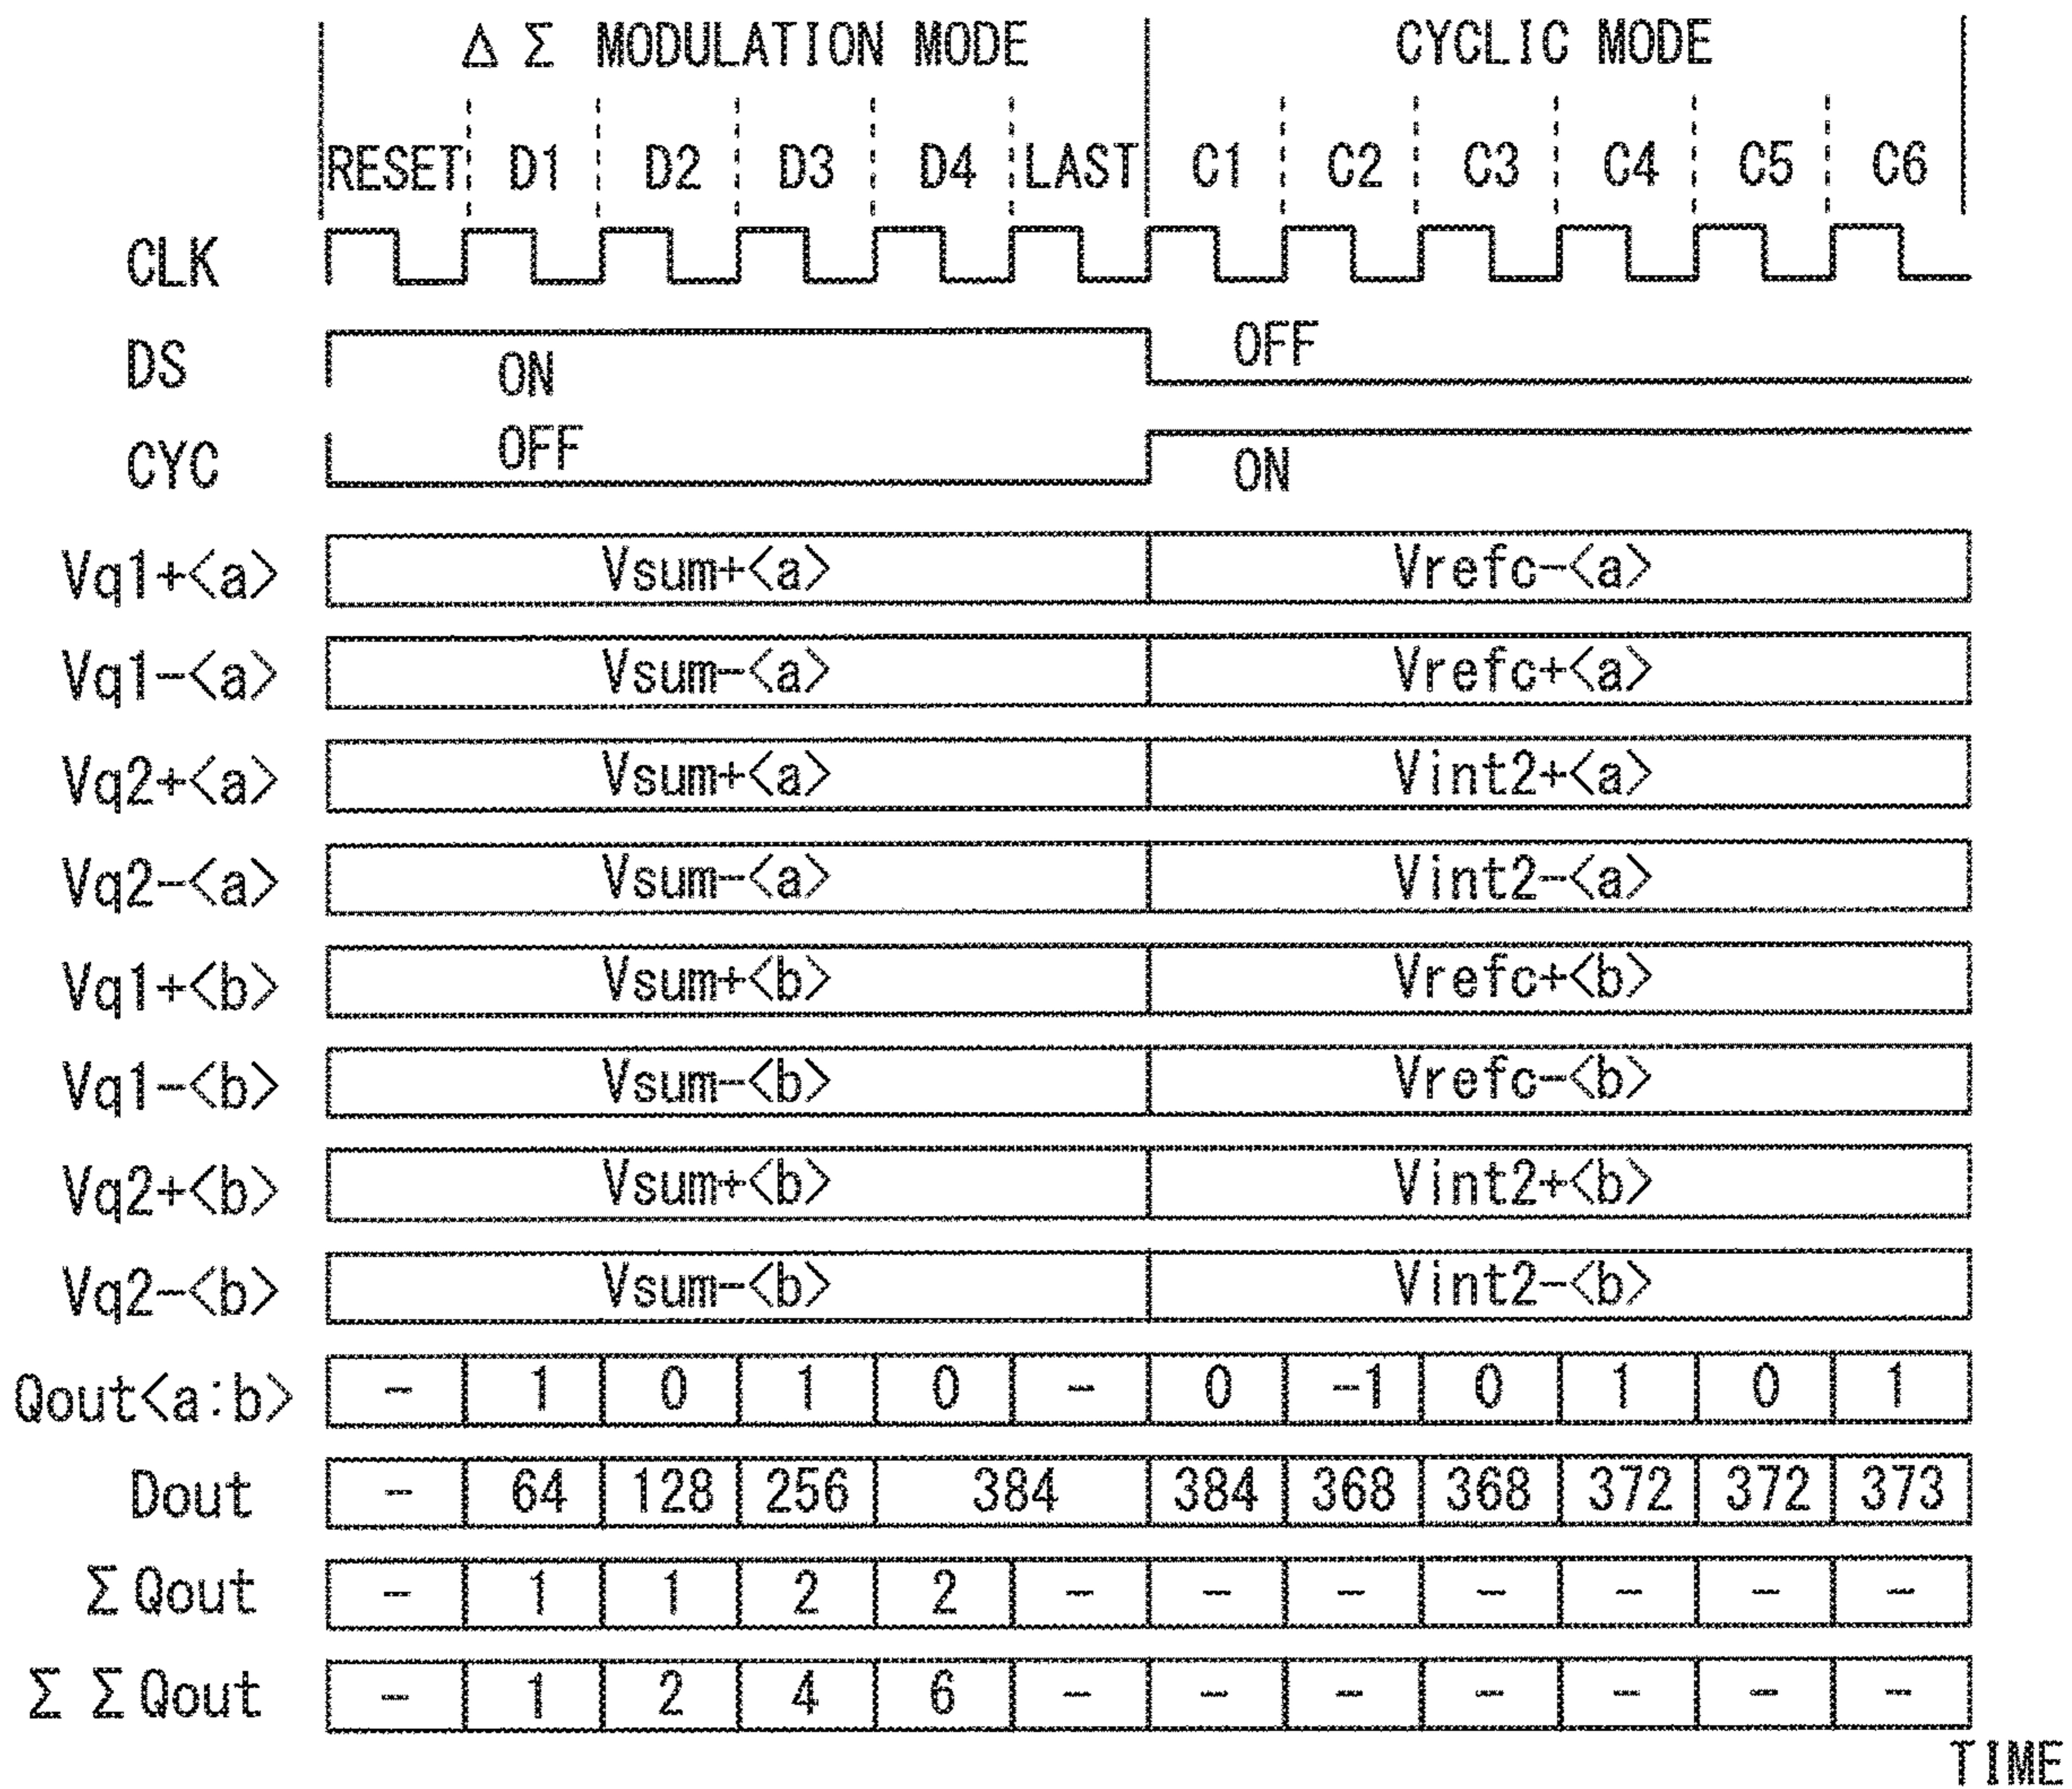 Δ Σ MODULATION MODE CYCLIC MODE
RESET D1 D2 D3 D4 LAST C1 C2 C3 C4 C5 C6
CLK
DS ON OFF
CYC OFF ON
Vq1+<a> Vsum+<a> Vrefc-<a>
Vq1-<a> Vsum-<a> Vrefc+<a>
Vq2+<a> Vsum+<a> Vint2+<a>
Vq2-<a> Vsum-<a> Vint2-<a>
Vq1+<b> Vsum+<b> Vrefc+<b>
Vq1-<b> Vsum-<b> Vrefc-<b>
Vq2+<b> Vsum+<b> Vint2+<b>
Vq2-<b> Vsum-<b> Vint2-<b>
Qout<a:b> - 1 0 1 0 - 0 -1 0 1 0 1
Dout - 64 128 256 384 384 368 368 372 372 373
Σ Qout - 1 1 2 2 - - - - - - -
Σ Σ Qout - 1 2 4 6 - - - - - - -
TIME